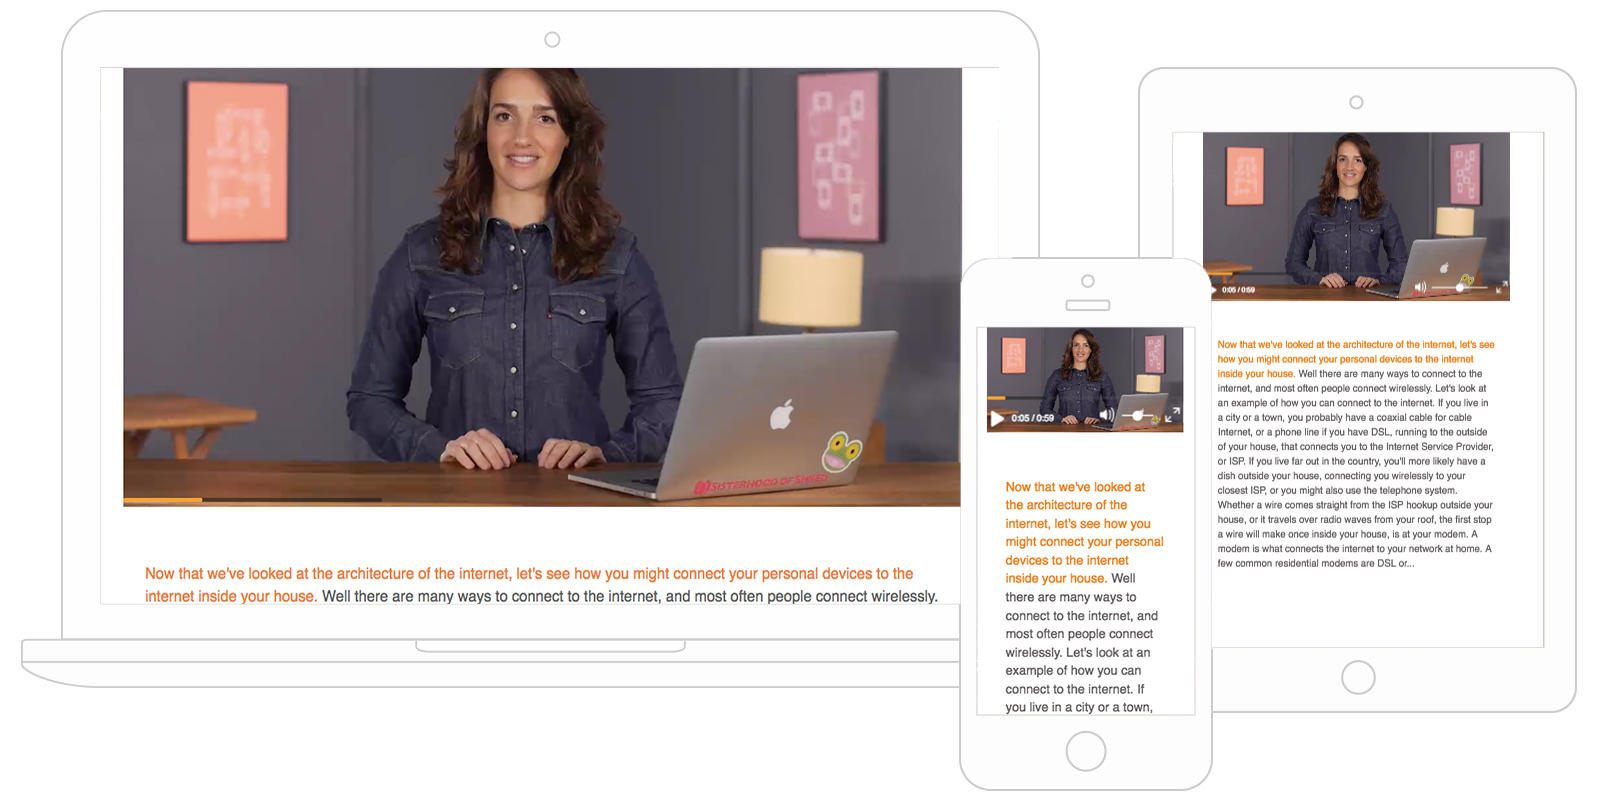 SISTERHOOD OF SHRED
Now that we've looked at the architecture of the internet, let's see how you might connect your personal devices to the
internet inside your house. Well there are many ways to connect to the internet, and most often people connect wirelessly.
0:05 / 0:59
Now that we've looked at
the architecture of the
internet, let's see how you
might connect your personal
devices to the internet
inside your house. Well
there are many ways to
connect to the internet, and
most often people connect
wirelessly. Let's look at an
example of how you can
connect to the internet. If
you live in a city or a town,
0:05 / 0:59
Now that we've looked at the architecture of the internet, let's see
how you might connect your personal devices to the internet
inside your house. Well there are many ways to connect to the
internet, and most often people connect wirelessly. Let's look at
an example of how you can connect to the internet. If you live in
a city or a town, you probably have a coaxial cable for cable
Internet, or a phone line if you have DSL, running to the outside
of your house, that connects you to the Internet Service Provider,
or ISP. If you live far out in the country, you'll more likely have a
dish outside your house, connecting you wirelessly to your
closest ISP, or you might also use the telephone system.
Whether a wire comes straight from the ISP hookup outside your
house, or it travels over radio waves from your roof, the first stop
a wire will make once inside your house, is at your modem. A
modem is what connects the internet to your network at home. A
few common residential modems are DSL or...